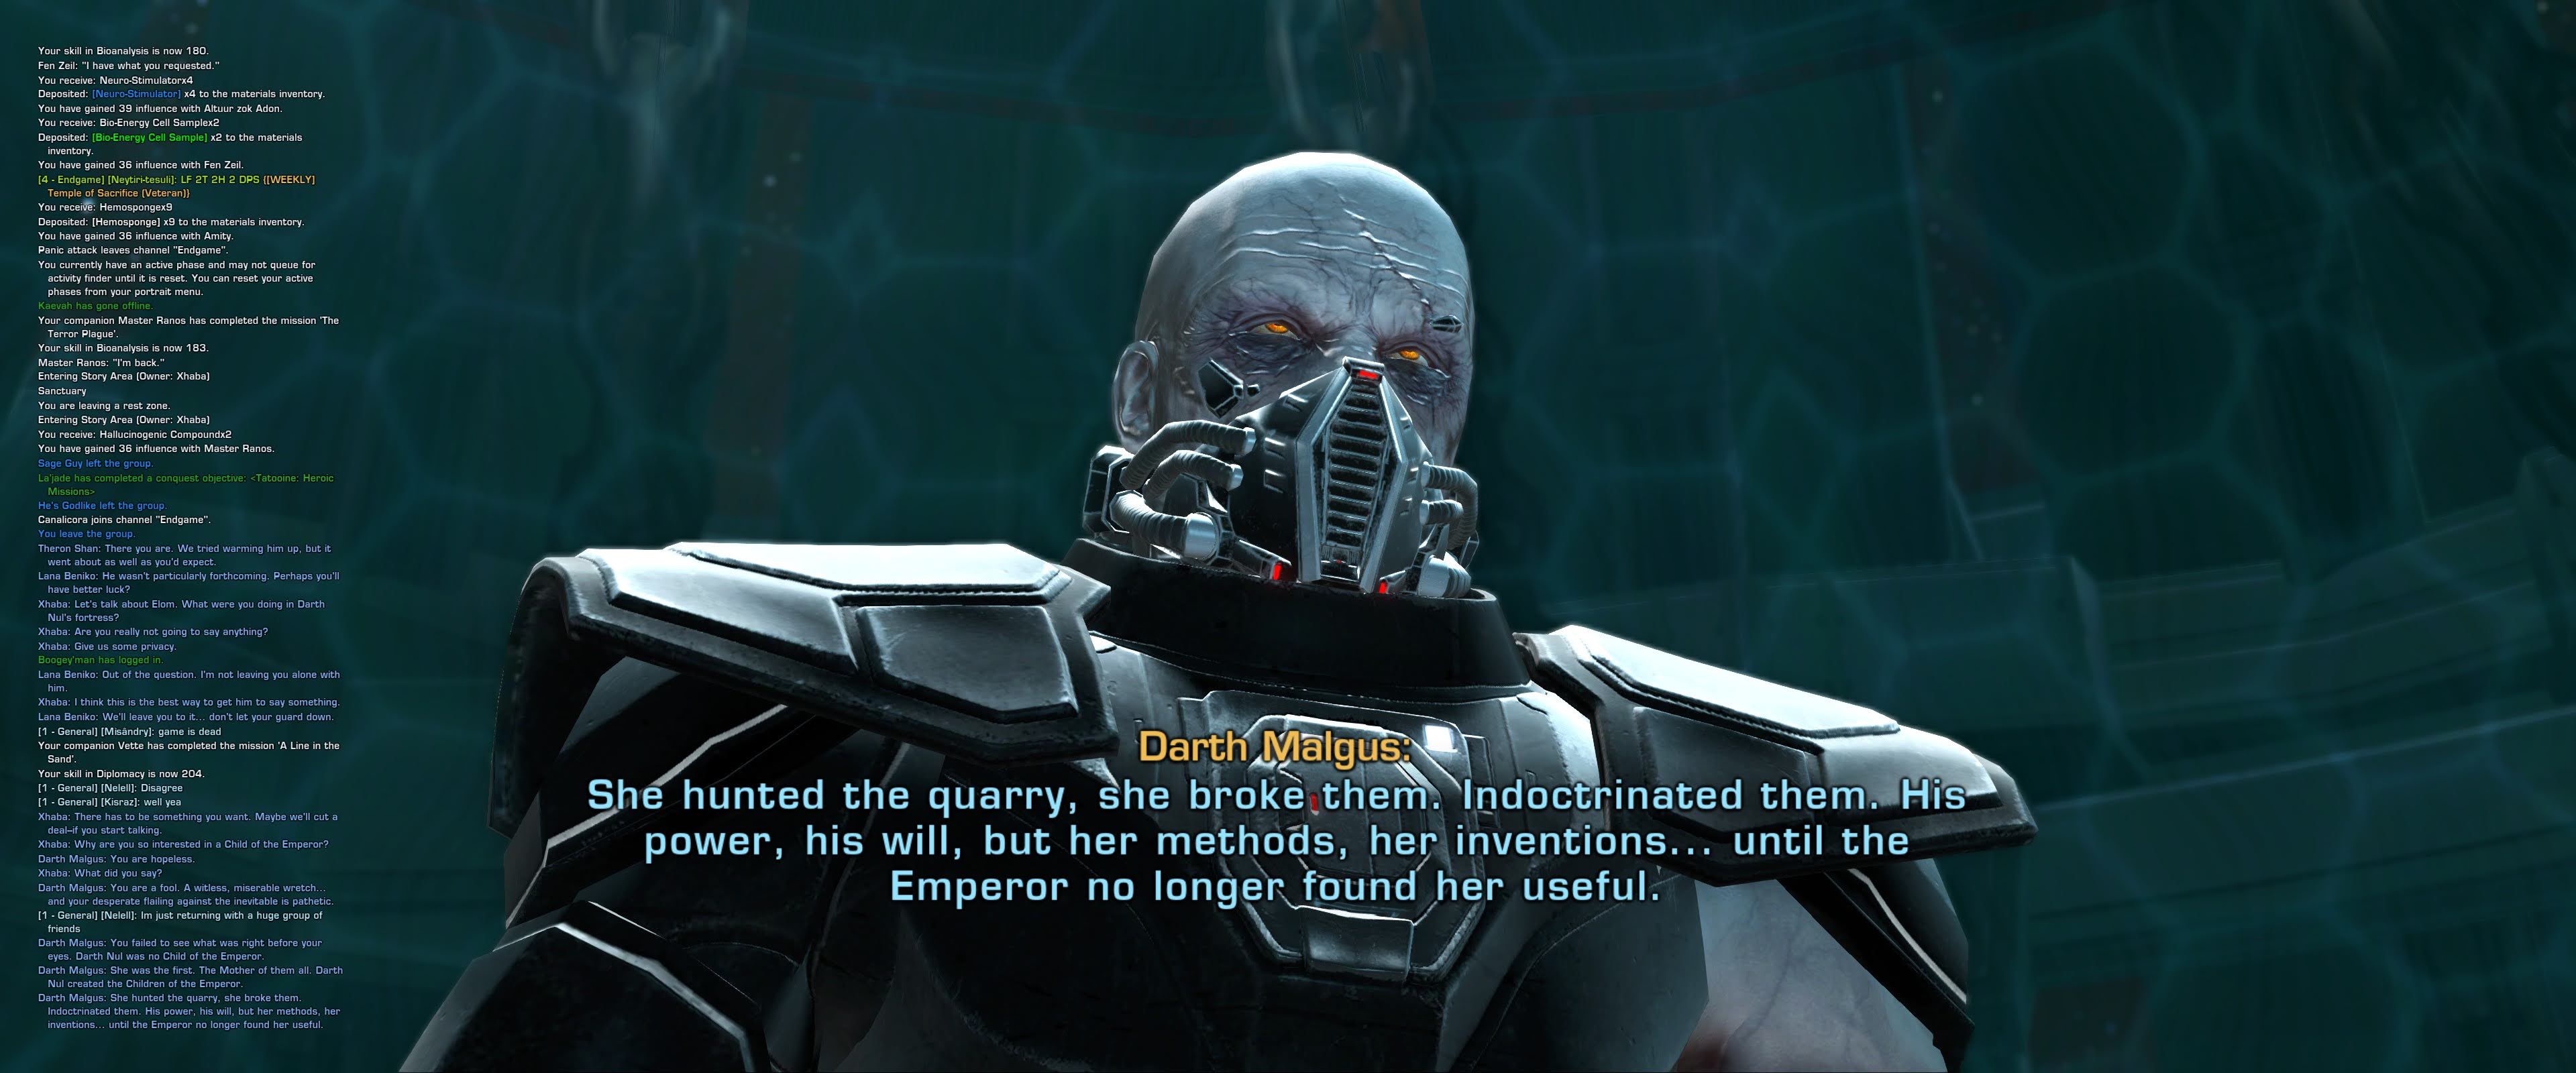 Your skill in Bioanalysis is now 180.
Fen Zeil: "I have what you requested."
You receive: Neuro-Stimulatorx4
Deposited: [Neuro-Stimulator] x4 to the materials inventory.
You have gained 39 influence with Altuur zok Adon.
You receive: Bio-Energy Cell Samplex2
Deposited: [Bio-Energy Cell Sample] x2 to the materials
inventory.
You have gained 36 influence with Fen Zeil.
[4 - Endgame] [Neytiri-tesuli]: LF 2T 2H 2 DPS {[WEEKLY]
Temple of Sacrifice (Veteran)}
You receive: Hemospongex9
Deposited: [Hemosponge] x9 to the materials inventory.
You have gained 36 influence with Amity.
Panic attack leaves channel "Endgame".
You currently have an active phase and may not queue for
activity finder until it is reset. You can reset your active
phases from your portrait menu.
Kaevah has gone offline.
Your companion Master Ranos has completed the mission 'The
Terror Plague'.
Your skill in Bioanalysis is now 183.
Master Ranos: "I'm back."
Entering Story Area (Owner: Xhaba)
Sanctuary
You are leaving a rest zone.
Entering Story Area (Owner: Xhaba)
You receive: Hallucinogenic Compoundx2
You have gained 36 influence with Master Ranos.
Sage Guy left the group.
La'jade has completed a conquest objective: <Tatooine: Heroic
Missions>
He's Godlike left the group.
Canalicora joins channel "Endgame".
You leave the group.
Theron Shan: There you are. We tried warming him up, but it
went about as well as you'd expect.
Lana Beniko: He wasn't particularly forthcoming. Perhaps you'll
have better luck?
Xhaba: Let's talk about Elom. What were you doing in Darth
Nul's fortress?
Xhaba: Are you really not going to say anything?
Xhaba: Give us some privacy.
Boogey'man has logged in.
Lana Beniko: Out of the question. I'm not leaving you alone with
him.
Xhaba: I think this is the best way to get him to say something.
Lana Beniko: We'll leave you to it... don't let your guard down.
[1 - General] [Misàndry]: game is dead
Your companion Vette has completed the mission 'A Line in the
Sand'.
Your skill in Diplomacy is now 204.
[1 - General] [Nelell]: Disagree
[1 - General] [Kisraz]: well yea
Xhaba: There has to be something you want. Maybe we'll cut a
deal—if you start talking.
Xhaba: Why are you so interested in a Child of the Emperor?
Darth Malgus: You are hopeless.
Xhaba: What did you say?
Darth Malgus: You are a fool. A witless, miserable wretch...
and your desperate flailing against the inevitable is pathetic.
[1 - General] [Nelell]: Im just returning with a huge group of
friends
Darth Malgus: You failed to see what was right before your
eyes. Darth Nul was no Child of the Emperor.
Darth Malgus: She was the first. The Mother of them all. Darth
Nul created the Children of the Emperor.
Darth Malgus: She hunted the quarry, she broke them.
Indoctrinated them. His power, his will, but her methods, her
inventions... until the Emperor no longer found her useful.
Darth Malgus:
She hunted the quarry, she broke them. Indoctrinated them. His
power, his will, but her methods, her inventions... until the
Emperor no longer found her useful.